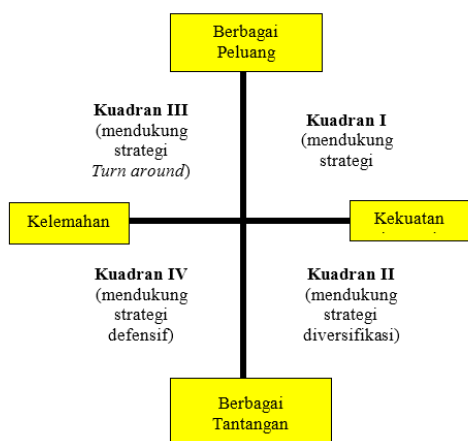 Berbagai
Peluang
Kuadran III
(mendukung
strategi
Turn around)
Kuadran I
(mendukung
strategi
Kelemahan
Kekuatan
Kuadran IV
(mendukung
strategi
defensif)
Kuadran II
(mendukung
strategi
diversifikasi)
Berbagai
Tantangan